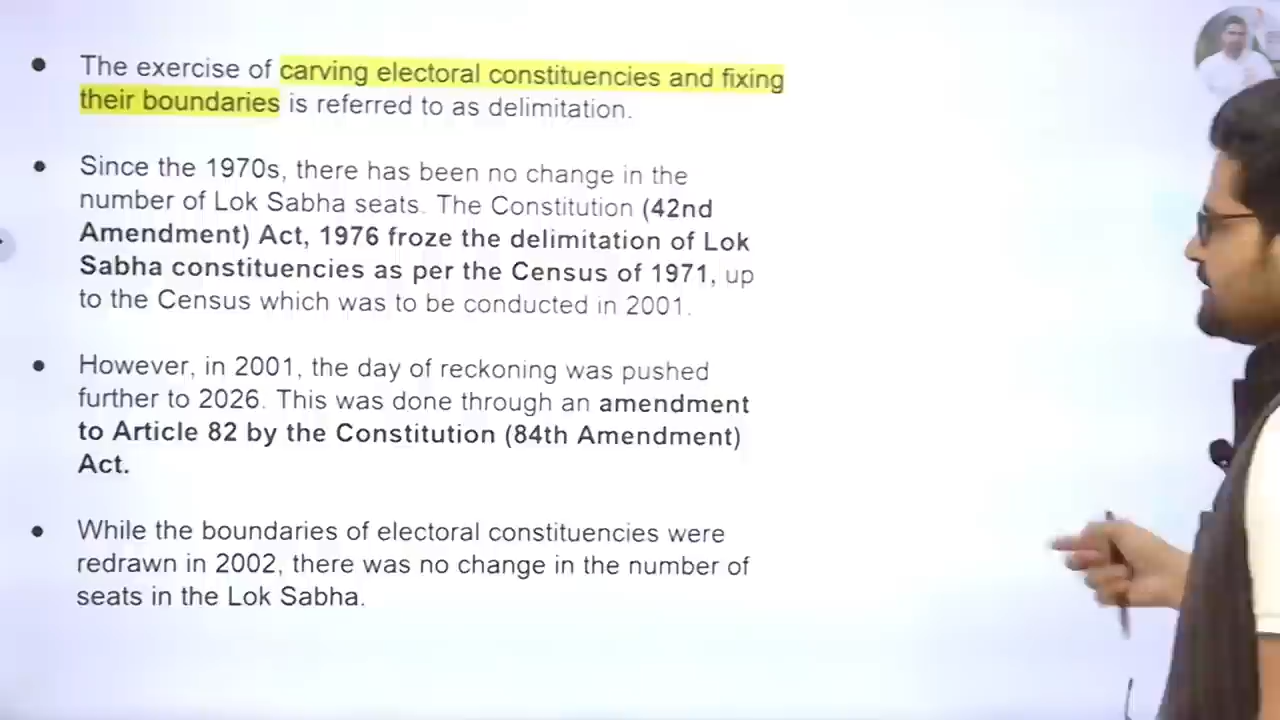 The exercise of carving electoral constituencies and fixing
their boundaries is referred to as delimitation.
Since the 1970s, there has been no change in the
number of Lok Sabha seats. The Constitution (42nd
Amendment) Act, 1976 froze the delimitation of Lok
Sabha constituencies as per the Census of 1971, up
to the Census which was to be conducted in 2001.
However, in 2001, the day of reckoning was pushed
further to 2026. This was done through an amendment
to Article 82 by the Constitution (84th Amendment)
Act.
While the boundaries of electoral constituencies were
redrawn in 2002, there was no change in the number of
seats in the Lok Sabha.